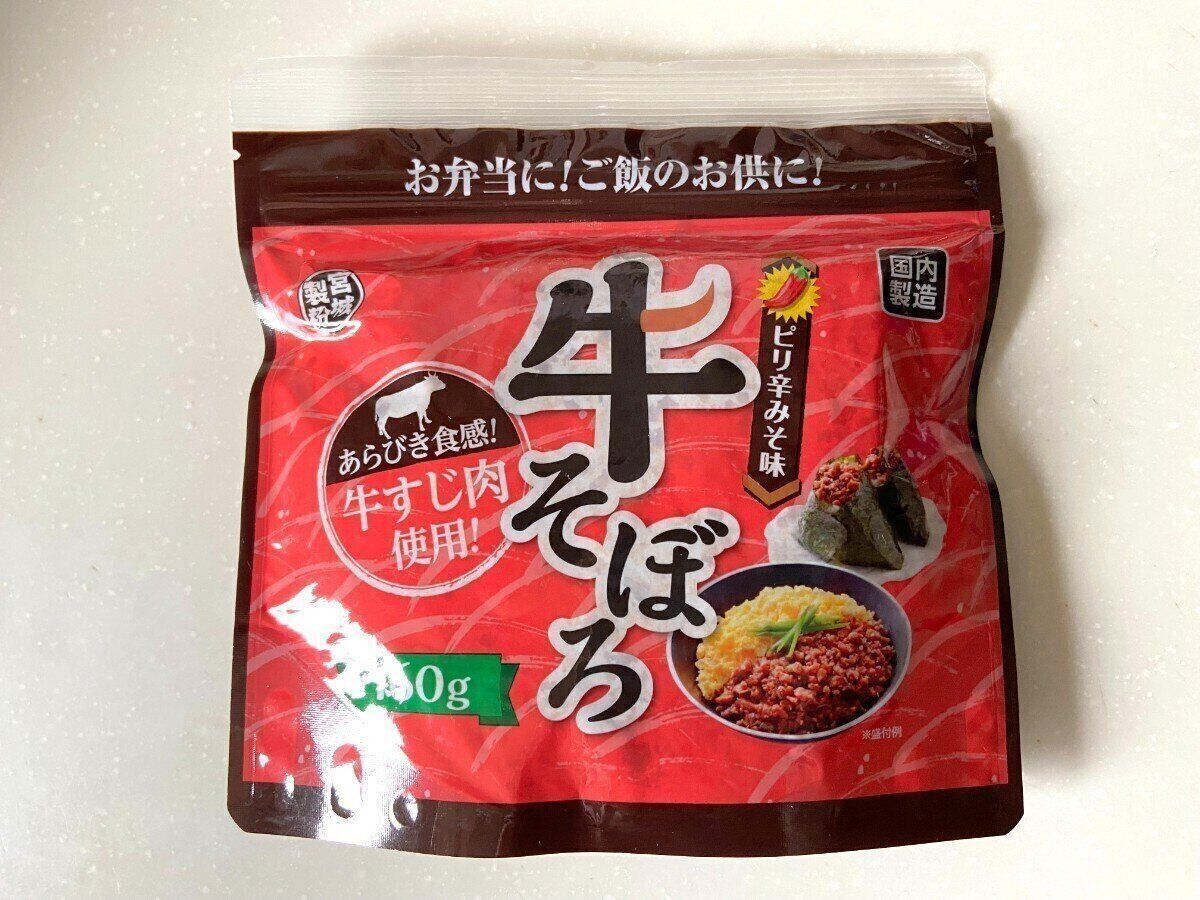 お弁当に!ご飯のお供に!
宮城
製粉
国内
製造
ピリ辛みそ味
牛そぼろ
あらびき食感!
牛すじ肉
使用!
※盛付例